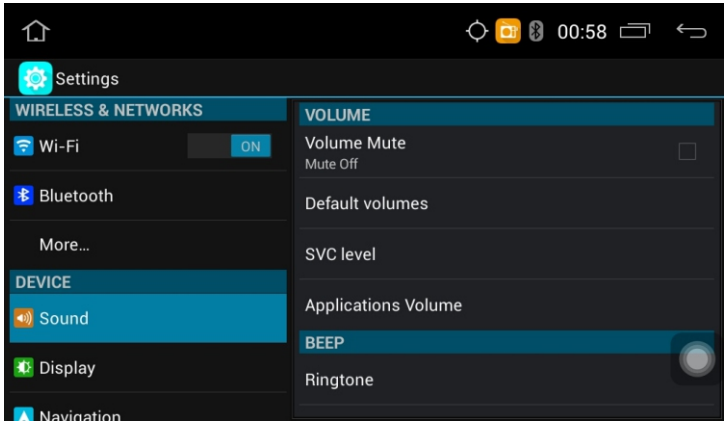 00:58
Settings
WIRELESS & NETWORKS
Wi-Fi
ON
Bluetooth
More...
DEVICE
Sound
Display
Navigation
VOLUME
Volume Mute
Mute Off
Default volumes
SVC level
Applications Volume
BEEP
Ringtone